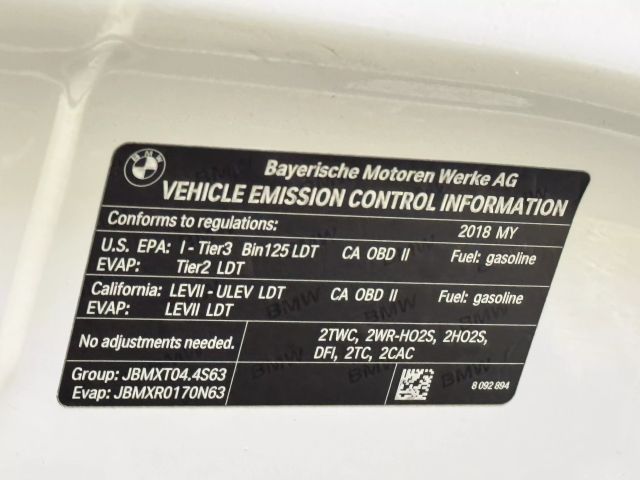 BMW
Bayerische Motoren Werke AG
VEHICLE EMISSION CONTROL INFORMATION
Conforms to regulations: 2018 MY
U.S. EPA: I - Tier3 Bin125 LDT CA OBD II Fuel: gasoline
EVAP: Tier2 LDT
California: LEVII - ULEV LDT CA OBD II Fuel: gasoline
EVAP: LEVII LDT
No adjustments needed. 2TWC, 2WR-HO2S, 2HO2S,
DFI, 2TC, 2CAC
Group: JBMXT04.4S63
Evap: JBMXR0170N63
8 092 894